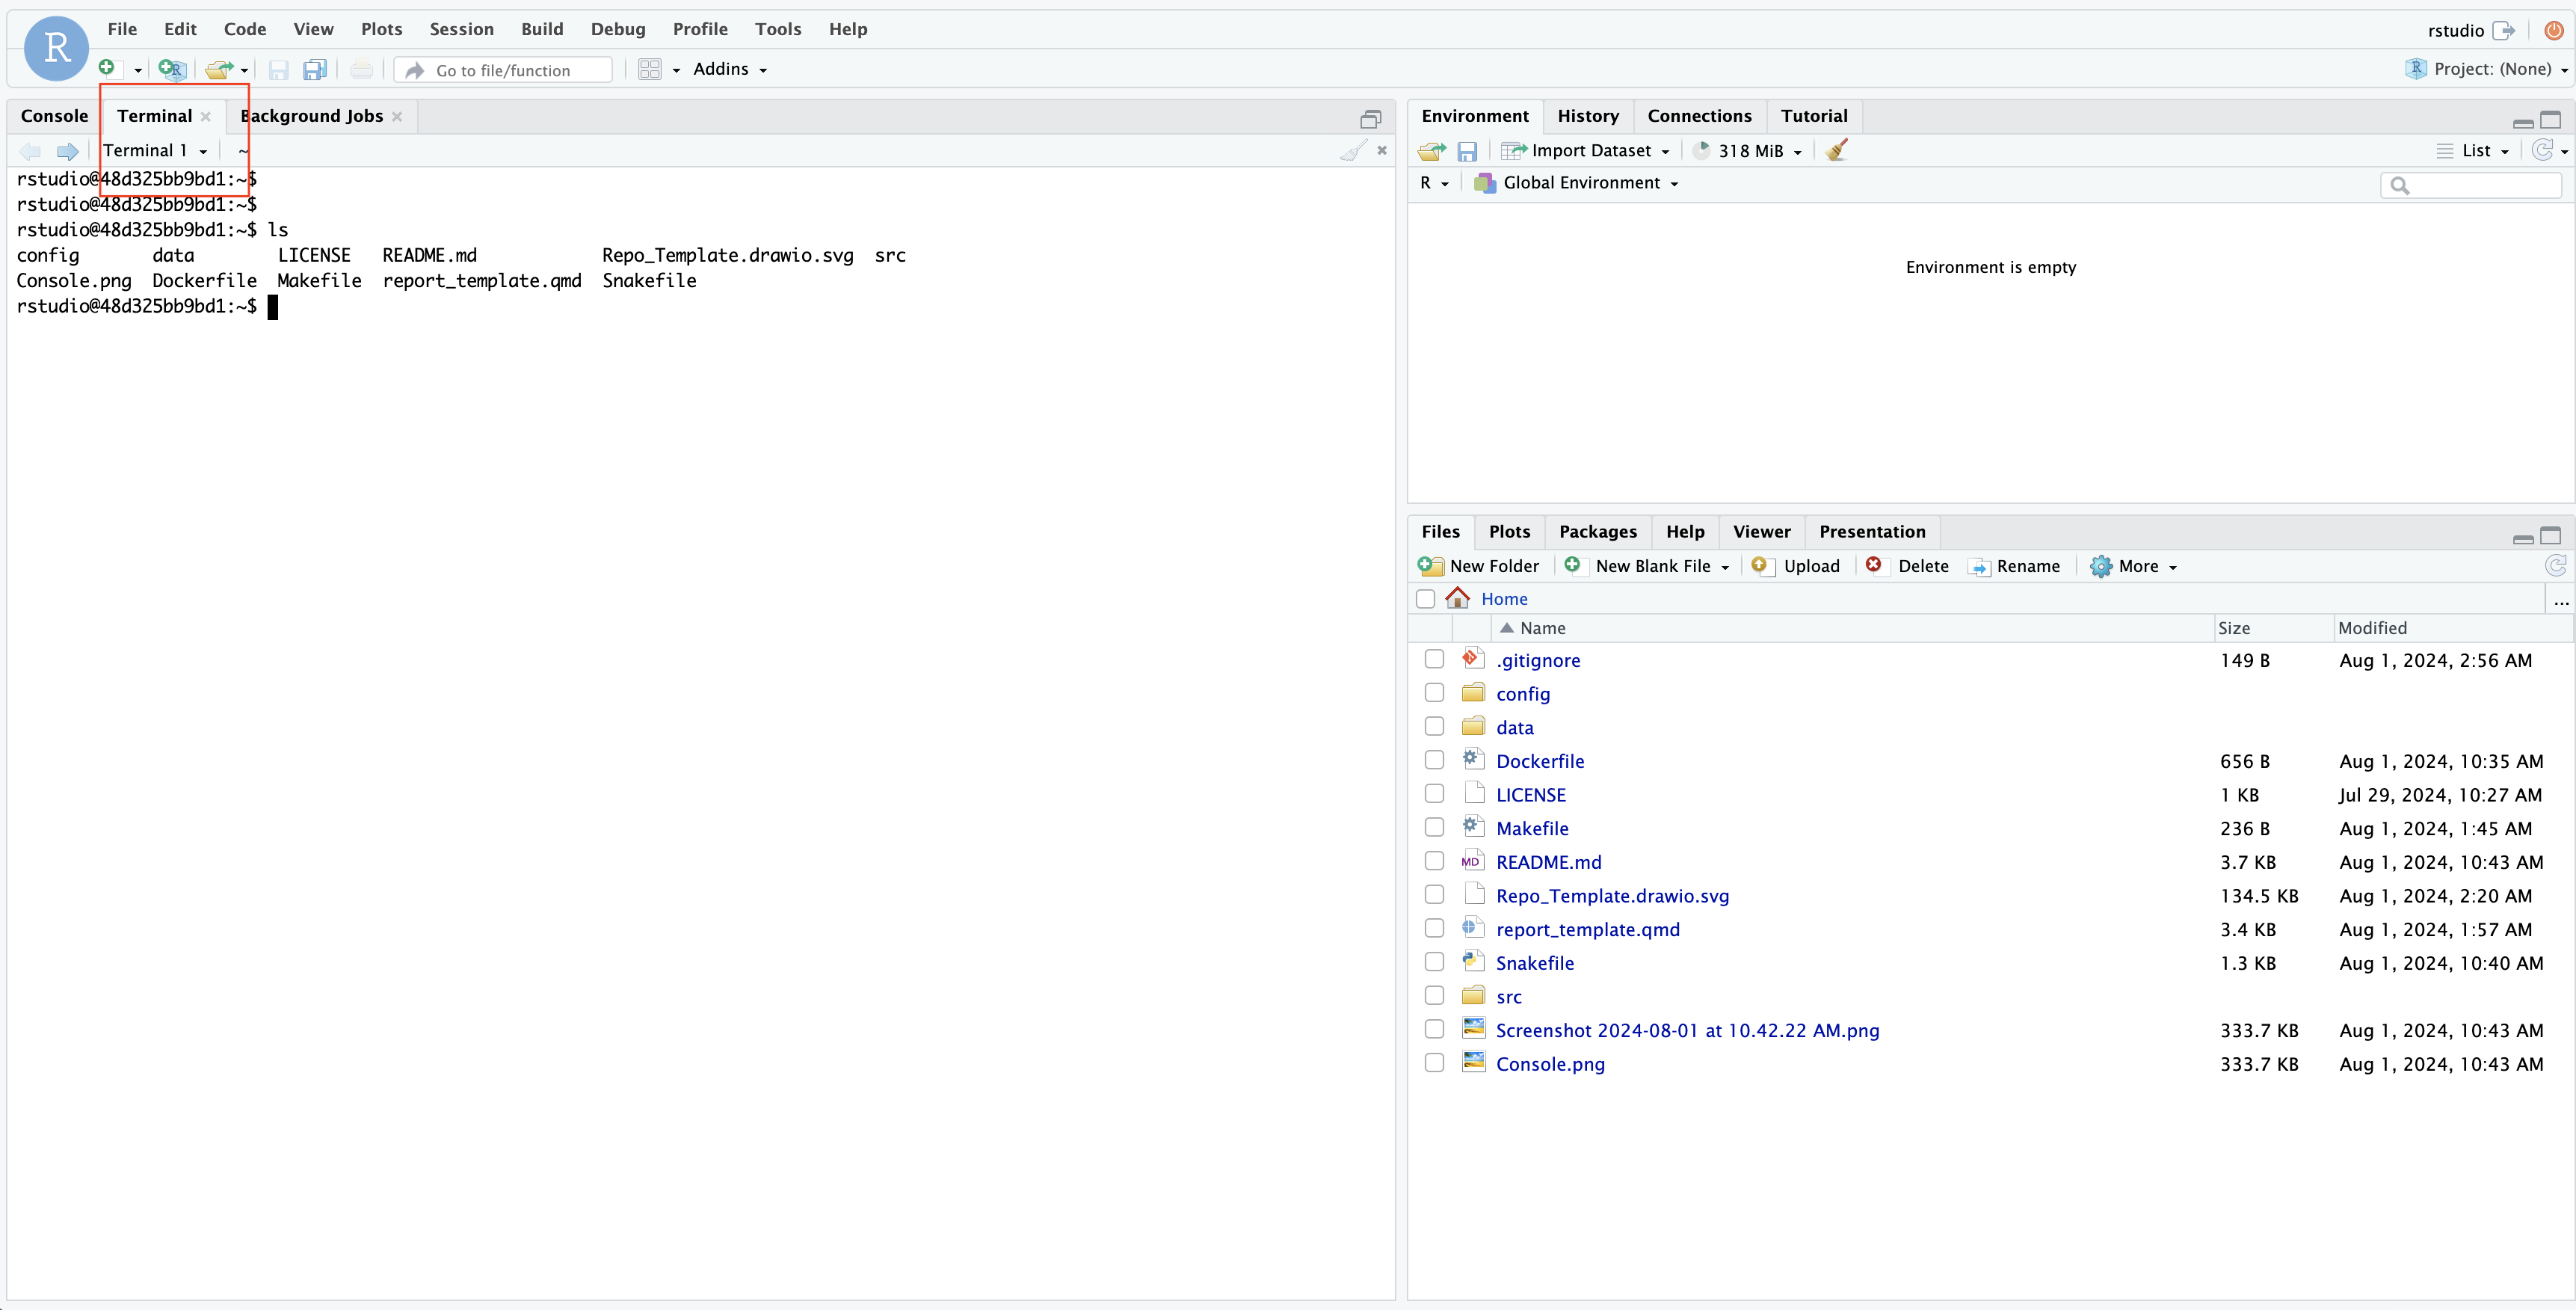 R File Edit Code View Plots Session Build Debug Profile Tools Help rstudio
R Go to file/function Addins R Project: (None)
Console Terminal Background Jobs
Terminal 1 ~
rstudio@48d325bb9bd1:~$
rstudio@48d325bb9bd1:~$
rstudio@48d325bb9bd1:~$ ls
config data LICENSE README.md Repo_Template.drawio.svg src
Console.png Dockerfile Makefile report_template.qmd Snakefile
rstudio@48d325bb9bd1:~$
Environment History Connections Tutorial
Import Dataset 318 MiB List
R Global Environment
Environment is empty
Files Plots Packages Help Viewer Presentation
New Folder New Blank File Upload Delete Rename More
Home ...
Name Size Modified
.gitignore 149 B Aug 1, 2024, 2:56 AM
config
data
Dockerfile 656 B Aug 1, 2024, 10:35 AM
LICENSE 1 KB Jul 29, 2024, 10:27 AM
Makefile 236 B Aug 1, 2024, 1:45 AM
MD README.md 3.7 KB Aug 1, 2024, 10:43 AM
Repo_Template.drawio.svg 134.5 KB Aug 1, 2024, 2:20 AM
report_template.qmd 3.4 KB Aug 1, 2024, 1:57 AM
Snakefile 1.3 KB Aug 1, 2024, 10:40 AM
src
Screenshot 2024-08-01 at 10.42.22 AM.png 333.7 KB Aug 1, 2024, 10:43 AM
Console.png 333.7 KB Aug 1, 2024, 10:43 AM